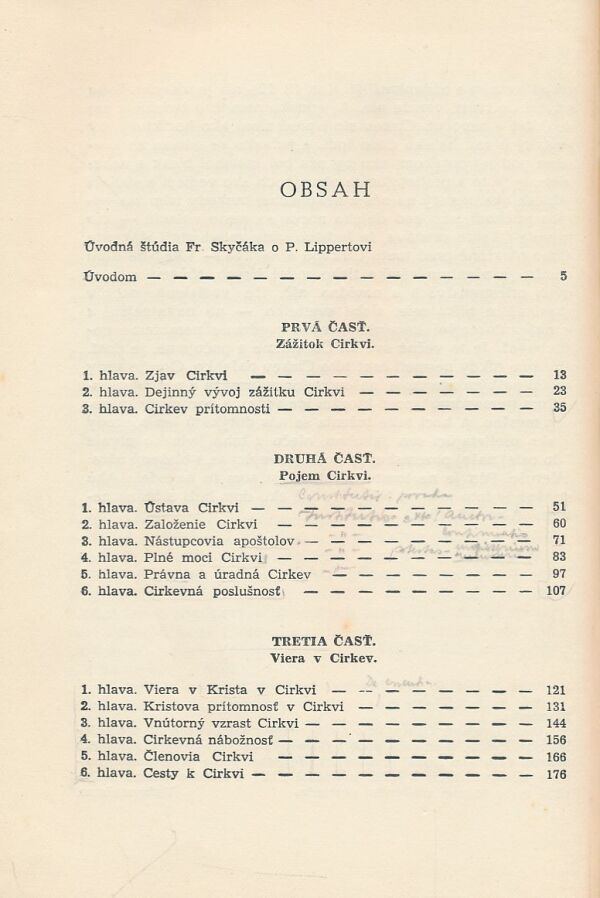 OBSAH
Úvodná štúdia Fr. Skyčáka o P. Lippertovi
Úvodom — — — — — — — — — — — — — — — 5
PRVÁ ČASŤ.
Zážitok Cirkvi.
1. hlava. Zjav Cirkvi — — — — — — — — — — — — 13
2. hlava. Dejinný vývoj zážitku Cirkvi — — — — — — — — 23
3. hlava. Cirkev prítomnosti — — — — — — — — — — 35
DRUHÁ ČASŤ.
Pojem Cirkvi.
1. hlava. Ústava Cirkvi — — — — — — — — — — — 51
2. hlava. Založenie Cirkvi — — — — — — — — — — 60
3. hlava. Nástupcovia apoštolov — — — — — — — — — 71
4. hlava. Plné moci Cirkvi — — — — — — — — — — 83
5. hlava. Právna a úradná Cirkev — — — — — — — — 97
6. hlava. Cirkevná poslušnosť — — — — — — — — — 107
TRETIA ČASŤ.
Viera v Cirkev.
1. hlava. Viera v Krista v Cirkvi — — — — — — — — 121
2. hlava. Kristova prítomnosť v Cirkvi — — — — — — — 131
3. hlava. Vnútorný vzrast Cirkvi — — — — — — — — — 144
4. hlava. Cirkevná nábožnosť — — — — — — — — — — 156
5. hlava. Členovia Cirkvi — — — — — — — — — — — 166
6. hlava. Cesty k Cirkvi — — — — — — — — — — — 176